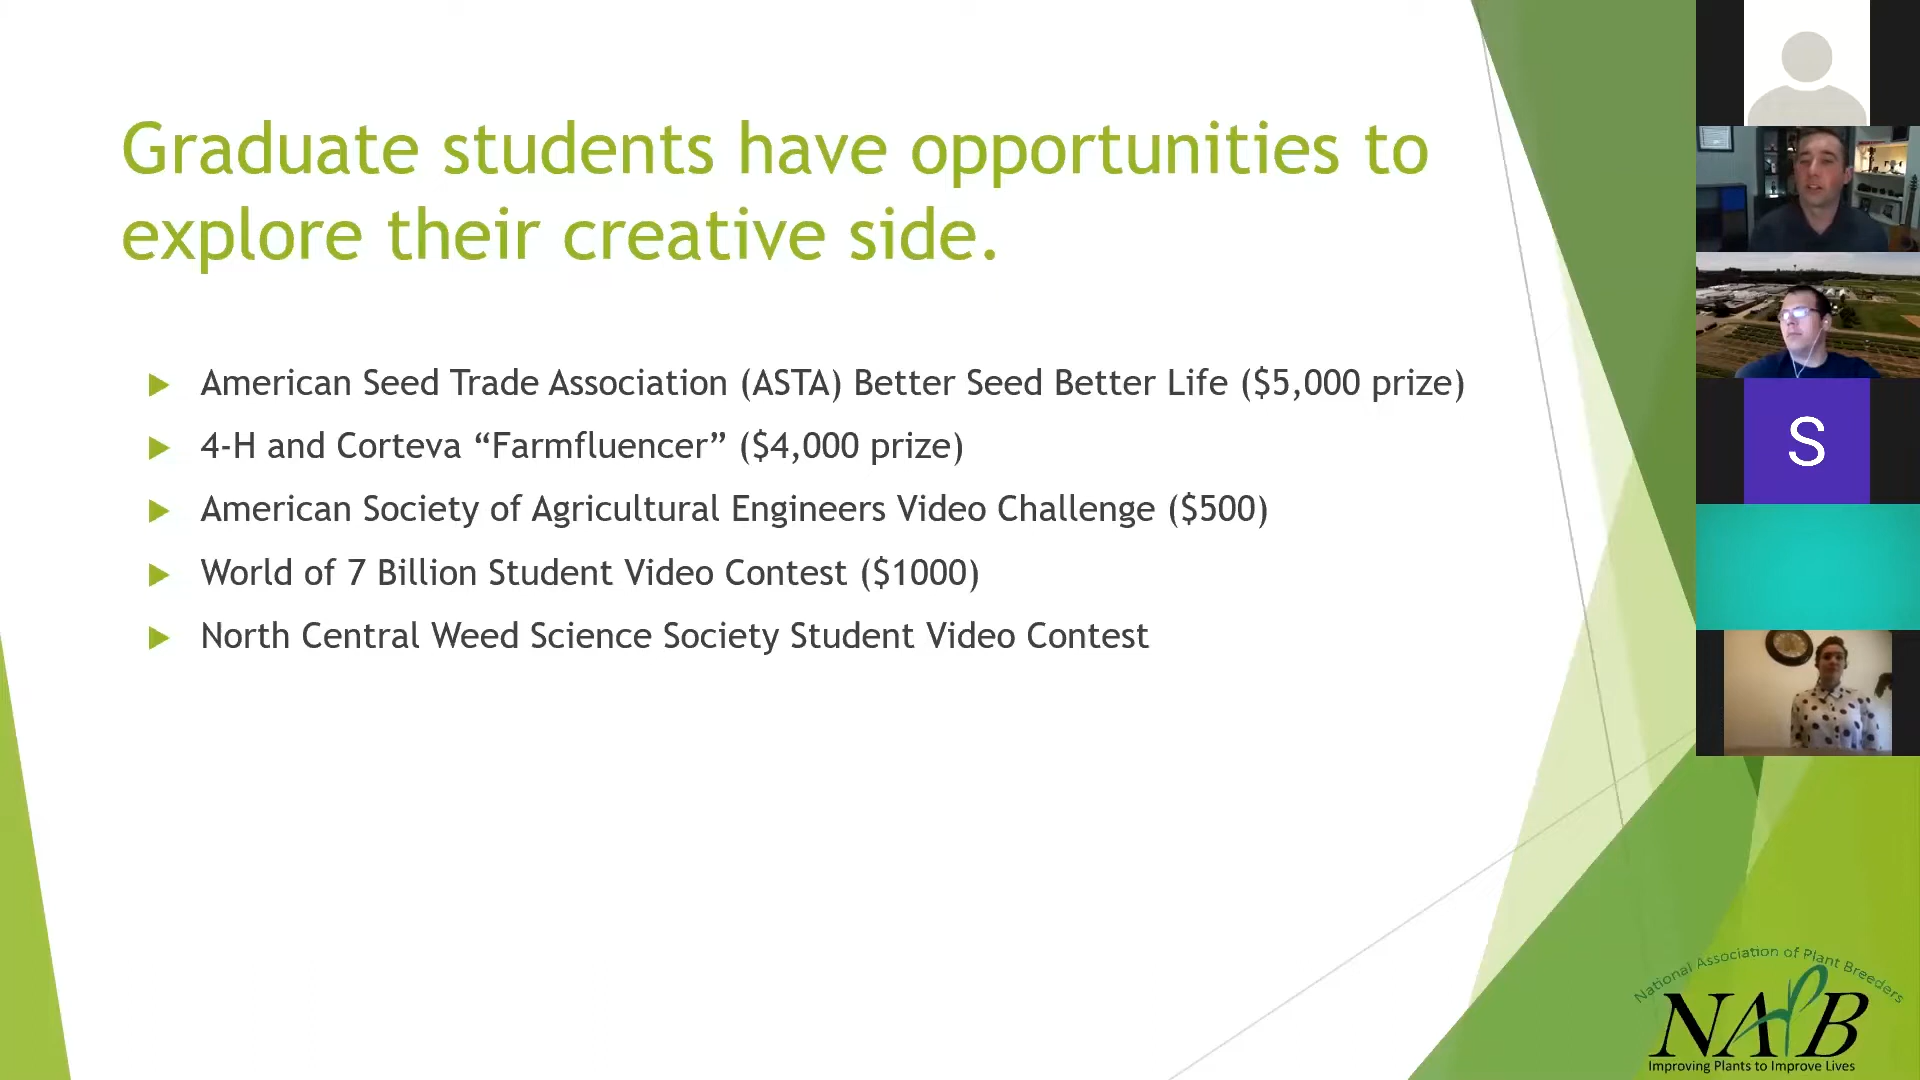 Graduate students have opportunities to
explore their creative side.
American Seed Trade Association (ASTA) Better Seed Better Life ($5,000 prize)
4-H and Corteva “Farmfluencer” ($4,000 prize)
American Society of Agricultural Engineers Video Challenge ($500)
World of 7 Billion Student Video Contest ($1000)
North Central Weed Science Society Student Video Contest
S
National Association of Plant Breeders
NAPB
Improving Plants to Improve Lives